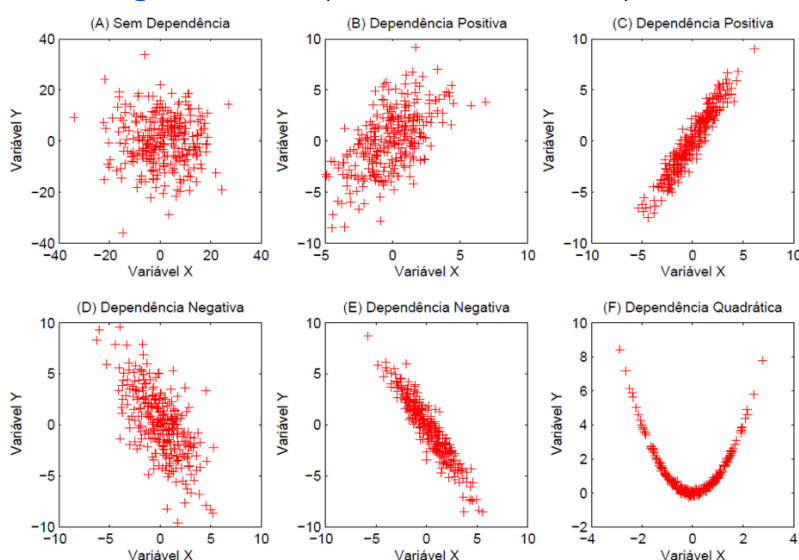 (A) Sem Dependência
(B) Dependência Positiva
(C) Dependência Positiva
40
20
0
−20
−40
Variável Y
−40 −20 0 20 40
Variável X
10
5
0
−5
−10
Variável Y
−5 0 5 10
Variável X
10
5
0
−5
−10
Variável Y
−10 −5 0 5 10
Variável X
(D) Dependência Negativa
(E) Dependência Negativa
(F) Dependência Quadrática
10
5
0
−5
−10
Variável Y
−10 −5 0 5 10
Variável X
10
5
0
−5
−10
Variável Y
−10 −5 0 5 10
Variável X
10
8
6
4
2
0
−2
Variável Y
−4 −2 0 2 4
Variável X